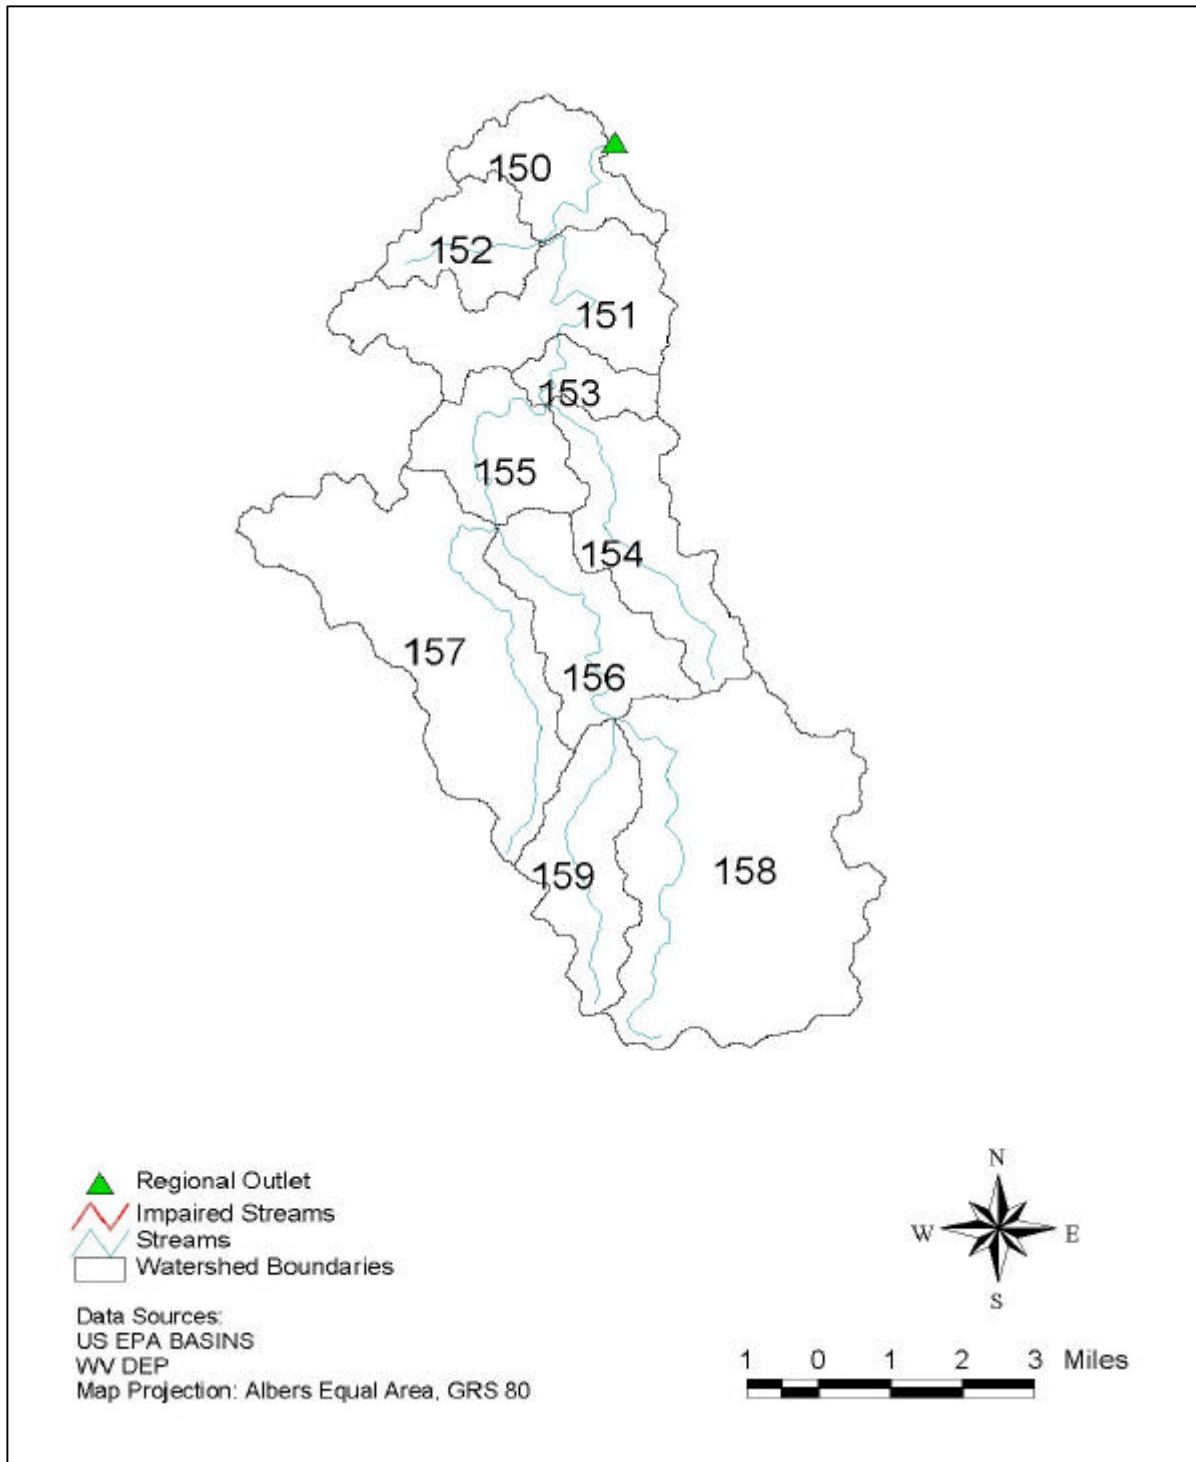 150
152
151
153
155
154
157
156
158
159
Regional Outlet
Impaired Streams
Streams
Watershed Boundaries
Data Sources:
US EPA BASINS
WV DEP
Map Projection: Albers Equal Area, GRS 80
N
W E
S
1 0 1 2 3 Miles